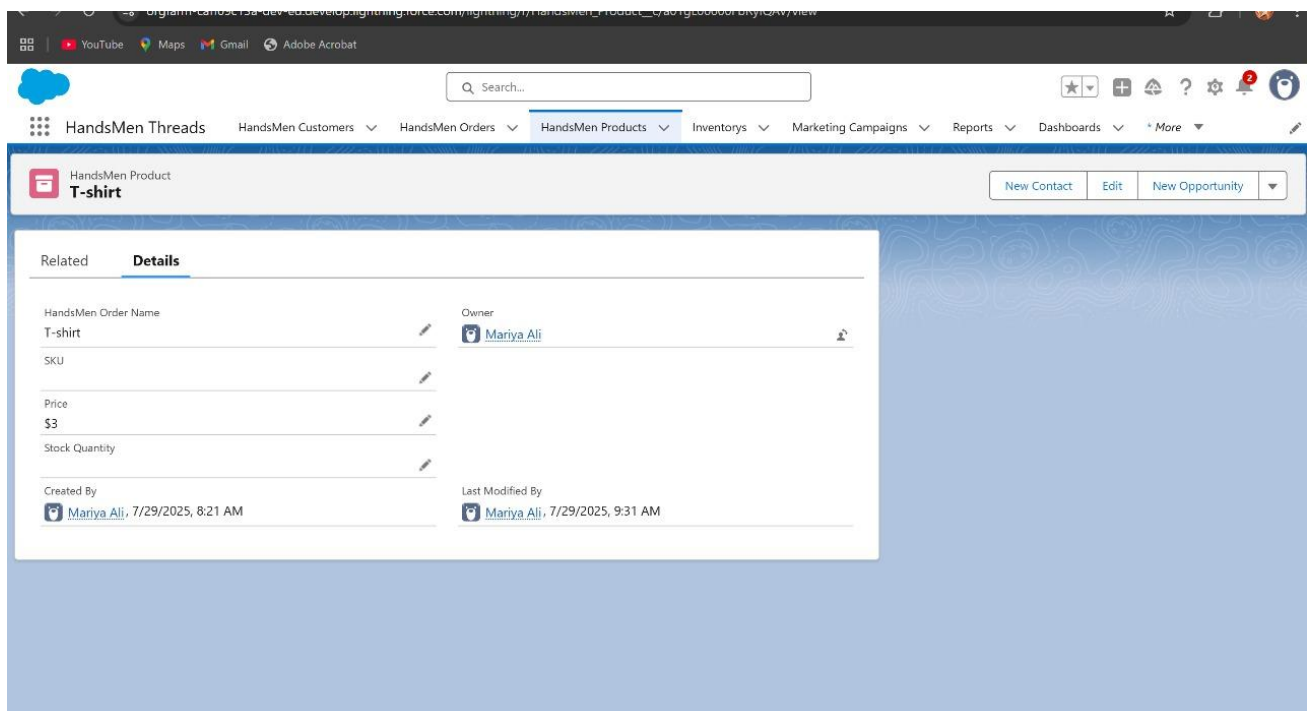 YouTube Maps Gmail Adobe Acrobat
Search...
2
HandsMen Threads HandsMen Customers HandsMen Orders HandsMen Products Inventorys Marketing Campaigns Reports Dashboards * More
HandsMen Product
T-shirt
New Contact Edit New Opportunity
Related Details
HandsMen Order Name Owner
T-shirt Mariya Ali
SKU
Price
$3
Stock Quantity
Created By Last Modified By
Mariya Ali, 7/29/2025, 8:21 AM Mariya Ali, 7/29/2025, 9:31 AM